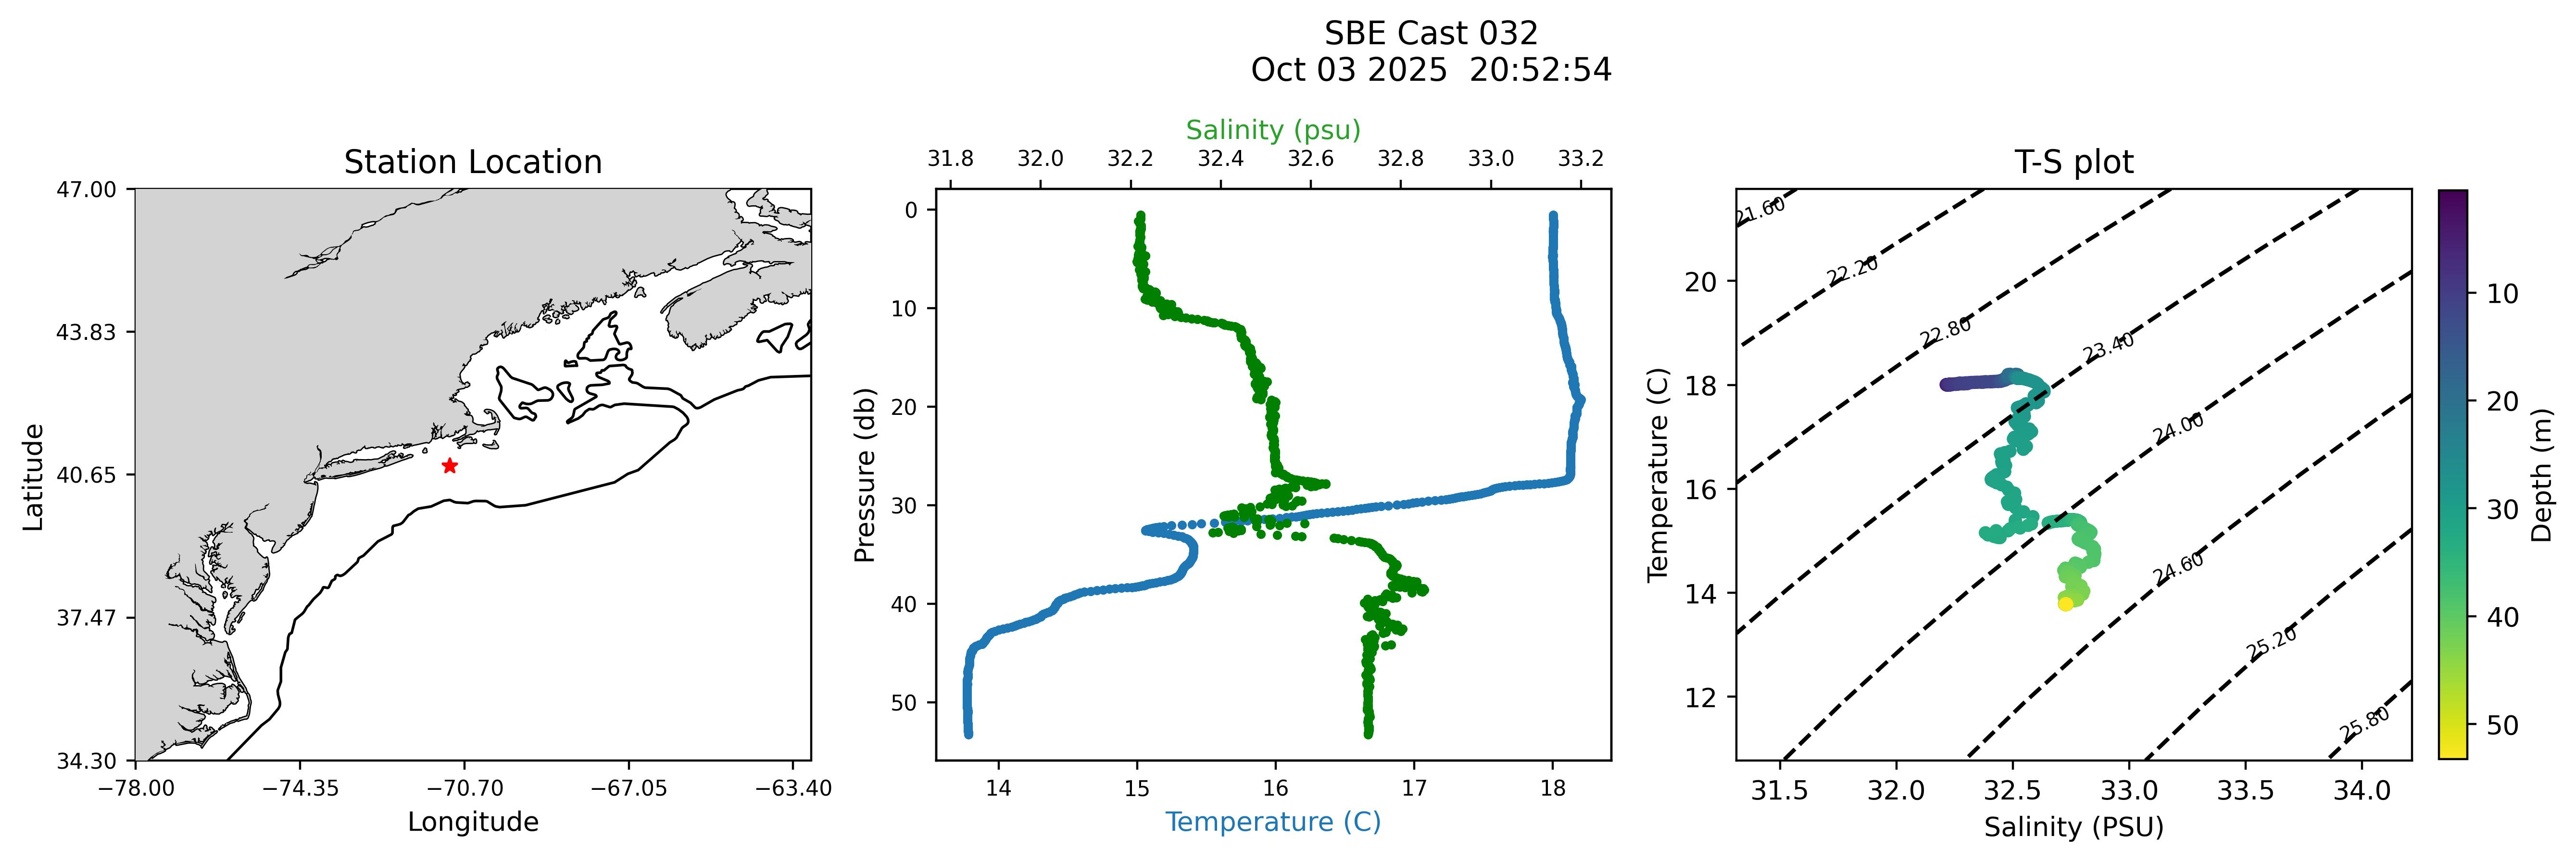 SBE Cast 032
Oct 03 2025  20:52:54
Station Location
47.00
43.83
40.65
37.47
34.30
Latitude
−78.00 −74.35 −70.70 −67.05 −63.40
Longitude
Salinity (psu)
31.8 32.0 32.2 32.4 32.6 32.8 33.0 33.2
0
10
20
30
40
50
Pressure (db)
14 15 16 17 18
Temperature (C)
T-S plot
21.60
22.20
22.80
23.40
24.00
24.60
25.20
25.80
20
18
16
14
12
Temperature (C)
31.5 32.0 32.5 33.0 33.5 34.0
Salinity (PSU)
10
20
30
40
50
Depth (m)